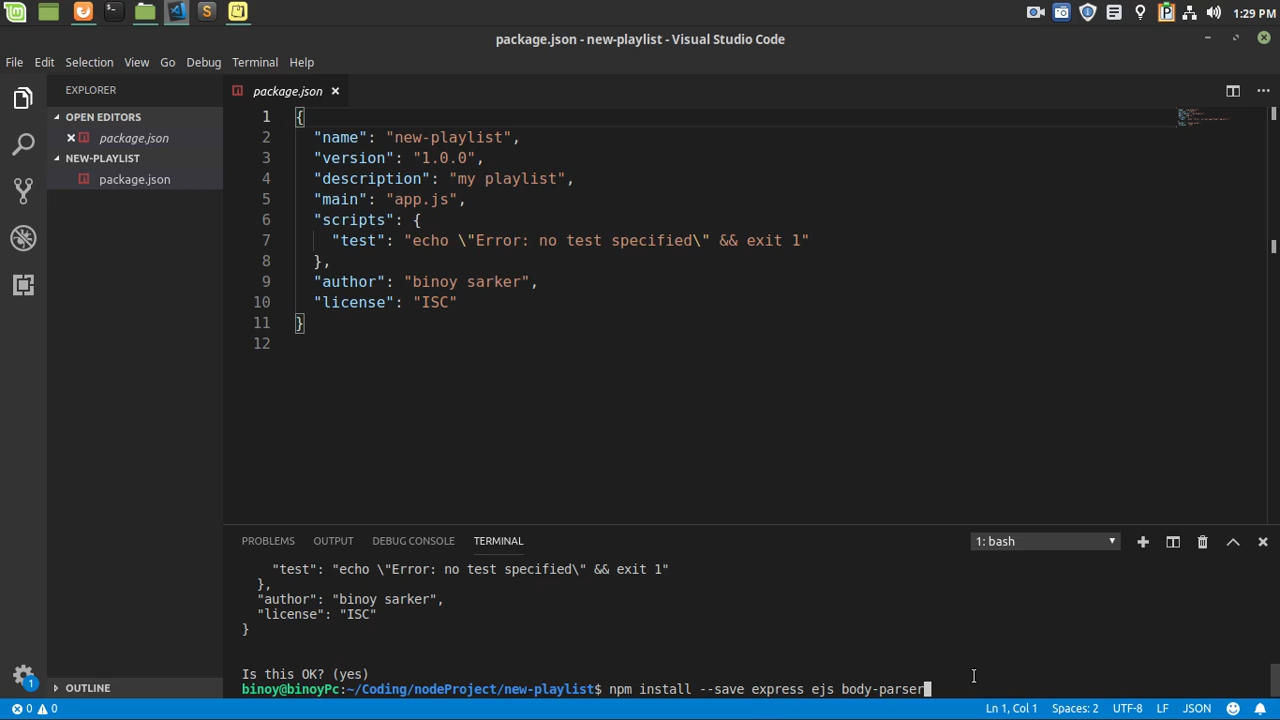 1:29 PM
package.json - new-playlist - Visual Studio Code
File Edit Selection View Go Debug Terminal Help
EXPLORER
OPEN EDITORS
package.json
NEW-PLAYLIST
package.json
OUTLINE
1
package.json
1 {
2 "name": "new-playlist",
3 "version": "1.0.0",
4 "description": "my playlist",
5 "main": "app.js",
6 "scripts": {
7 "test": "echo \"Error: no test specified\" && exit 1"
8 },
9 "author": "binoy sarker",
10 "license": "ISC"
11 }
12
PROBLEMS OUTPUT DEBUG CONSOLE TERMINAL 1: bash
"test": "echo \"Error: no test specified\" && exit 1"
},
"author": "binoy sarker",
"license": "ISC"
}
Is this OK? (yes)
binoy@binoyPc:~/Coding/nodeProject/new-playlist$ npm install --save express ejs body-parser
0 0 Ln 1, Col 1 Spaces: 2 UTF-8 LF JSON